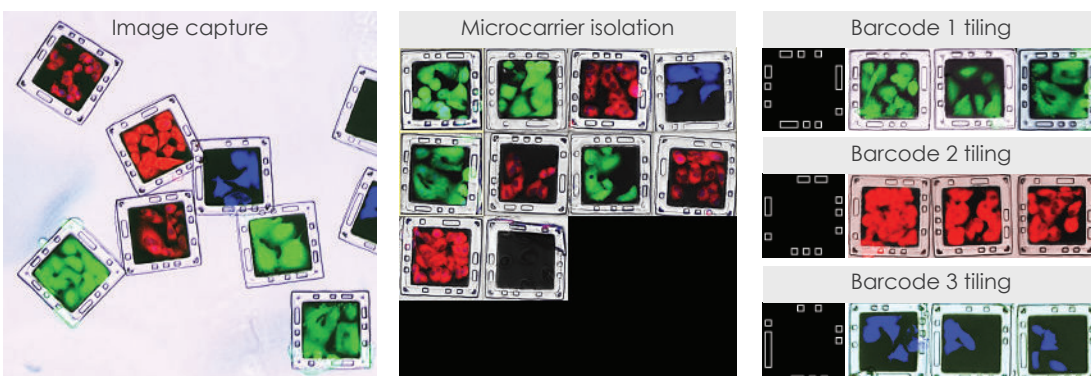 Image capture
Microcarrier isolation
Barcode 1 tiling
Barcode 2 tiling
Barcode 3 tiling